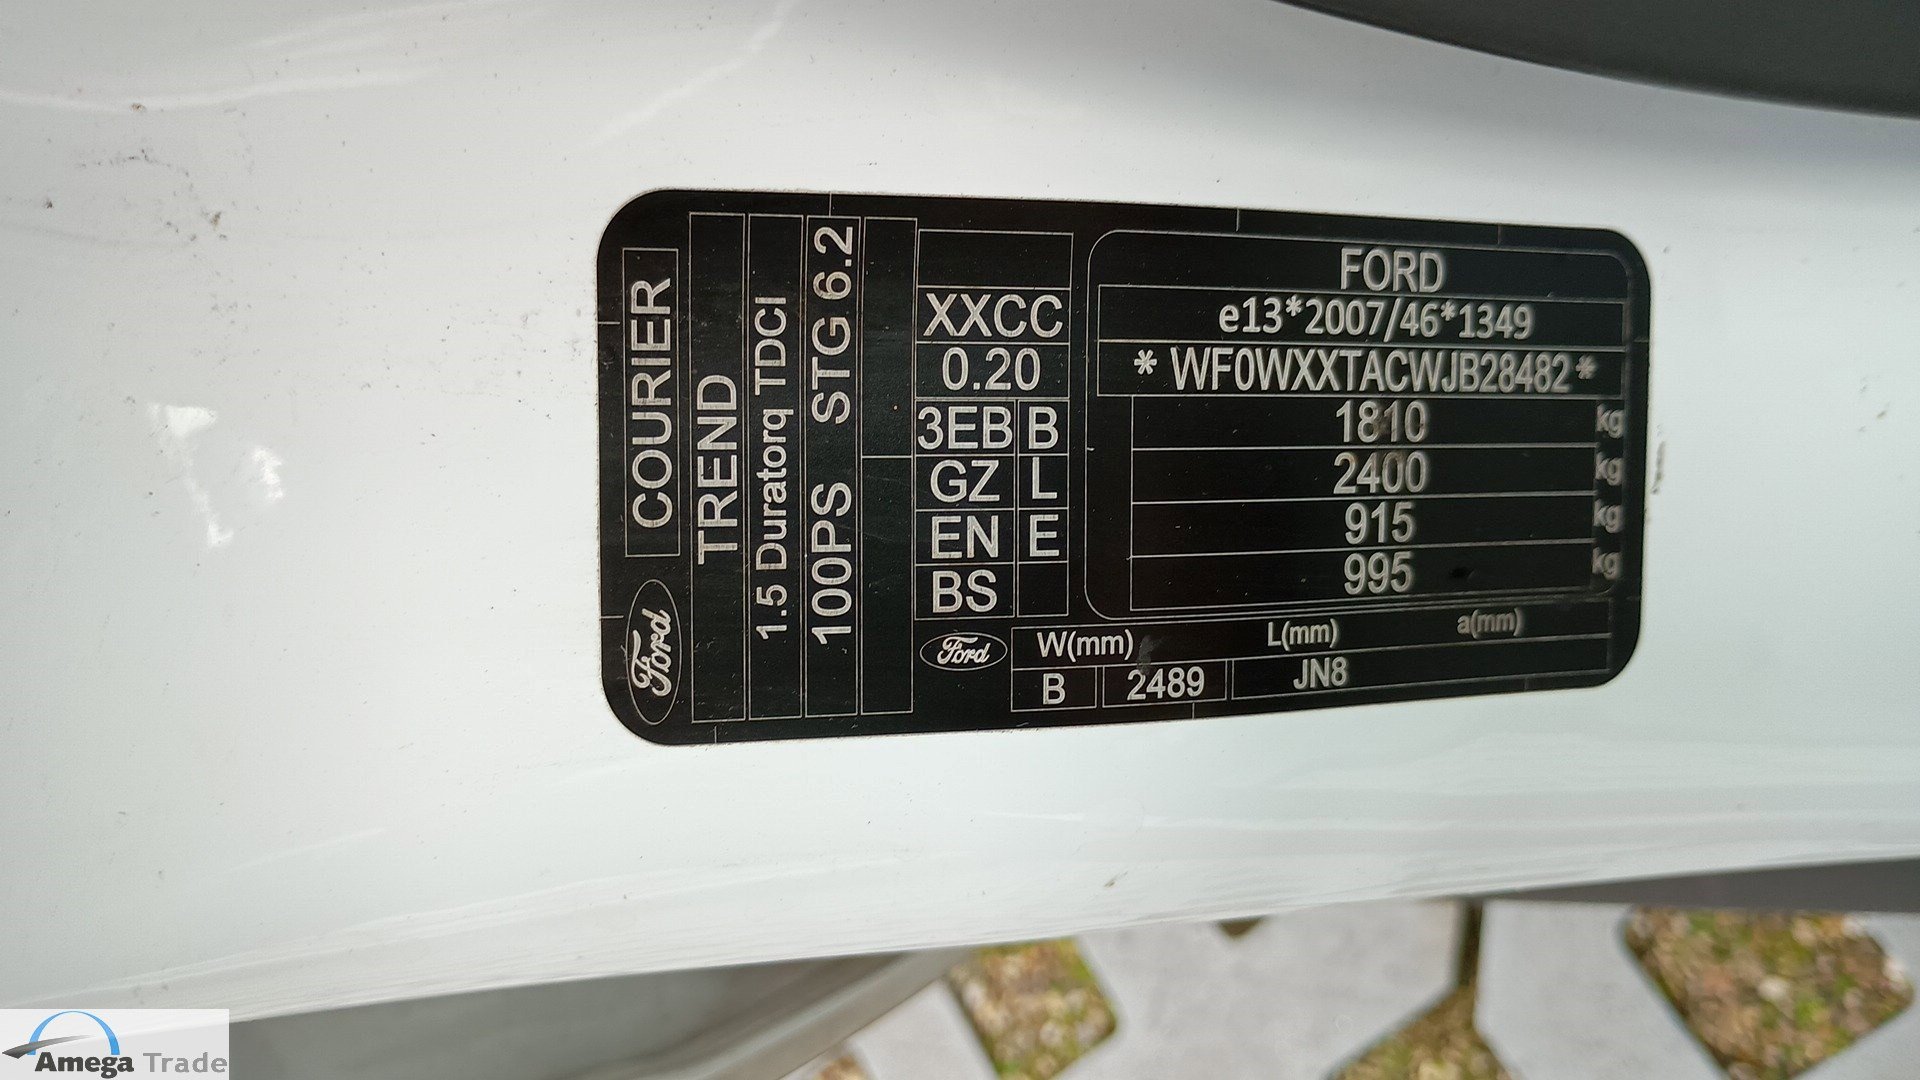 Ford COURIER
TREND
1.5 Duratorq TDCI
100PS STG 6.2
XXCC
0.20
3EB B
GZ L
EN E
BS
Ford
FORD
e13*2007/46*1349
* WF0WXXTACWJB28482 *
1810 kg
2400 kg
915 kg
995 kg
W(mm) L(mm) a(mm)
B 2489 JN8
Amega Trade